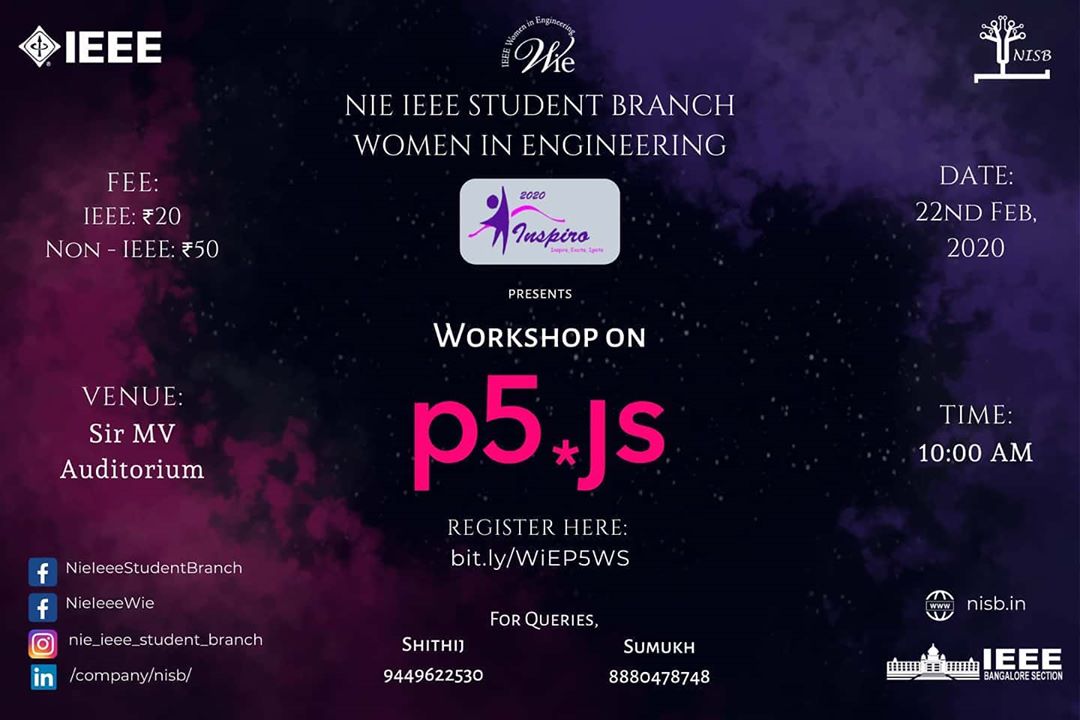 IEEE
IEEE Women in Engineering
WiE
NISB
NIE IEEE STUDENT BRANCH
WOMEN IN ENGINEERING
FEE:
IEEE: ₹20
NON - IEEE: ₹50
2020
Inspiro
Inspire, Excite, Ignite
DATE:
22ND FEB,
2020
PRESENTS
WORKSHOP ON
p5*js
VENUE:
Sir MV
Auditorium
TIME:
10:00 AM
REGISTER HERE:
bit.ly/WiEP5WS
NieIeeeStudentBranch
NieIeeeWie
nie_ieee_student_branch
/company/nisb/
FOR QUERIES,
SHITHIJ
9449622530
SUMUKH
8880478748
www
nisb.in
IEEE
BANGALORE SECTION